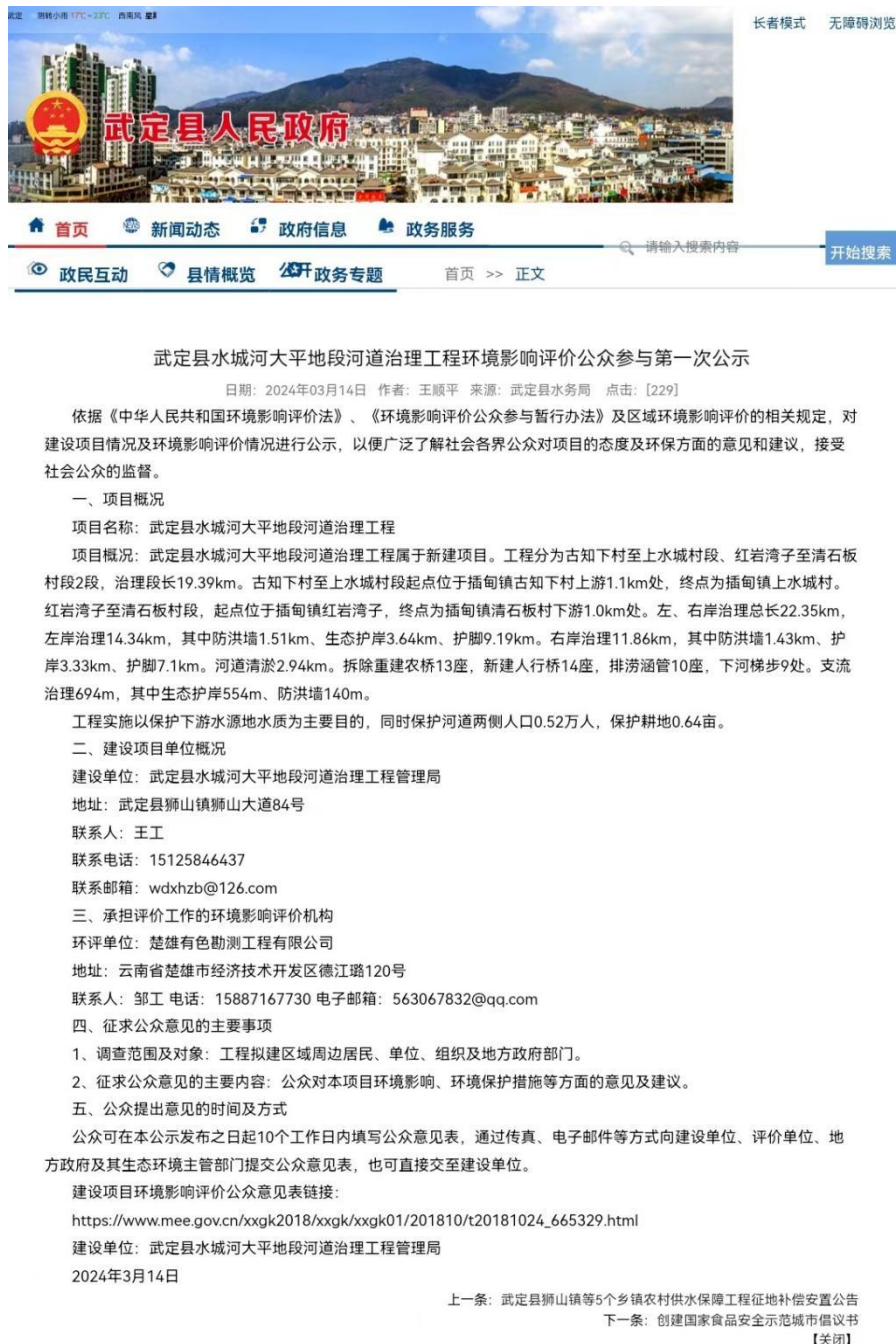 武定 阴转小雨 17℃~23℃ 西南风
长者模式 无障碍浏览
武定县人民政府
首页 新闻动态 政府信息 政务服务
请输入搜索内容
开始搜索
政民互动 县情概览 公开 政务专题 首页 >> 正文
武定县水城河大平地段河道治理工程环境影响评价公众参与第一次公示
日期：2024年03月14日 作者：王顺平 来源：武定县水务局 点击：[229]
依据《中华人民共和国环境影响评价法》、《环境影响评价公众参与暂行办法》及区域环境影响评价的相关规定，对
建设项目情况及环境影响评价情况进行公示，以便广泛了解社会各界公众对项目的态度及环保方面的意见和建议，接受
社会公众的监督。
一、项目概况
项目名称：武定县水城河大平地段河道治理工程
项目概况：武定县水城河大平地段河道治理工程属于新建项目。工程分为古知下村至上水城村段、红岩湾子至清石板
村段2段，治理段长19.39km。古知下村至上水城村段起点位于插甸镇古知下村上游1.1km处，终点为插甸镇上水城村。
红岩湾子至清石板村段，起点位于插甸镇红岩湾子，终点为插甸镇清石板村下游1.0km处。左、右岸治理总长22.35km，
左岸治理14.34km，其中防洪墙1.51km、生态护岸3.64km、护脚9.19km。右岸治理11.86km，其中防洪墙1.43km、护
岸3.33km、护脚7.1km。河道清淤2.94km。拆除重建农桥13座，新建人行桥14座，排涝涵管10座，下河梯步9处。支流
治理694m，其中生态护岸554m、防洪墙140m。
工程实施以保护下游水源地水质为主要目的，同时保护河道两侧人口0.52万人，保护耕地0.64亩。
二、建设项目单位概况
建设单位：武定县水城河大平地段河道治理工程管理局
地址：武定县狮山镇狮山大道84号
联系人：王工
联系电话：15125846437
联系邮箱：wdxhzb@126.com
三、承担评价工作的环境影响评价机构
环评单位：楚雄有色勘测工程有限公司
地址：云南省楚雄市经济技术开发区德江璐120号
联系人：邹工 电话：15887167730 电子邮箱：563067832@qq.com
四、征求公众意见的主要事项
1、调查范围及对象：工程拟建区域周边居民、单位、组织及地方政府部门。
2、征求公众意见的主要内容：公众对本项目环境影响、环境保护措施等方面的意见及建议。
五、公众提出意见的时间及方式
公众可在本公示发布之日起10个工作日内填写公众意见表，通过传真、电子邮件等方式向建设单位、评价单位、地
方政府及其生态环境主管部门提交公众意见表，也可直接交至建设单位。
建设项目环境影响评价公众意见表链接：
https://www.mee.gov.cn/xxgk2018/xxgk/xxgk01/201810/t20181024_665329.html
建设单位：武定县水城河大平地段河道治理工程管理局
2024年3月14日
上一条：武定县狮山镇等5个乡镇农村供水保障工程征地补偿安置公告
下一条：创建国家食品安全示范城市倡议书
【关闭】